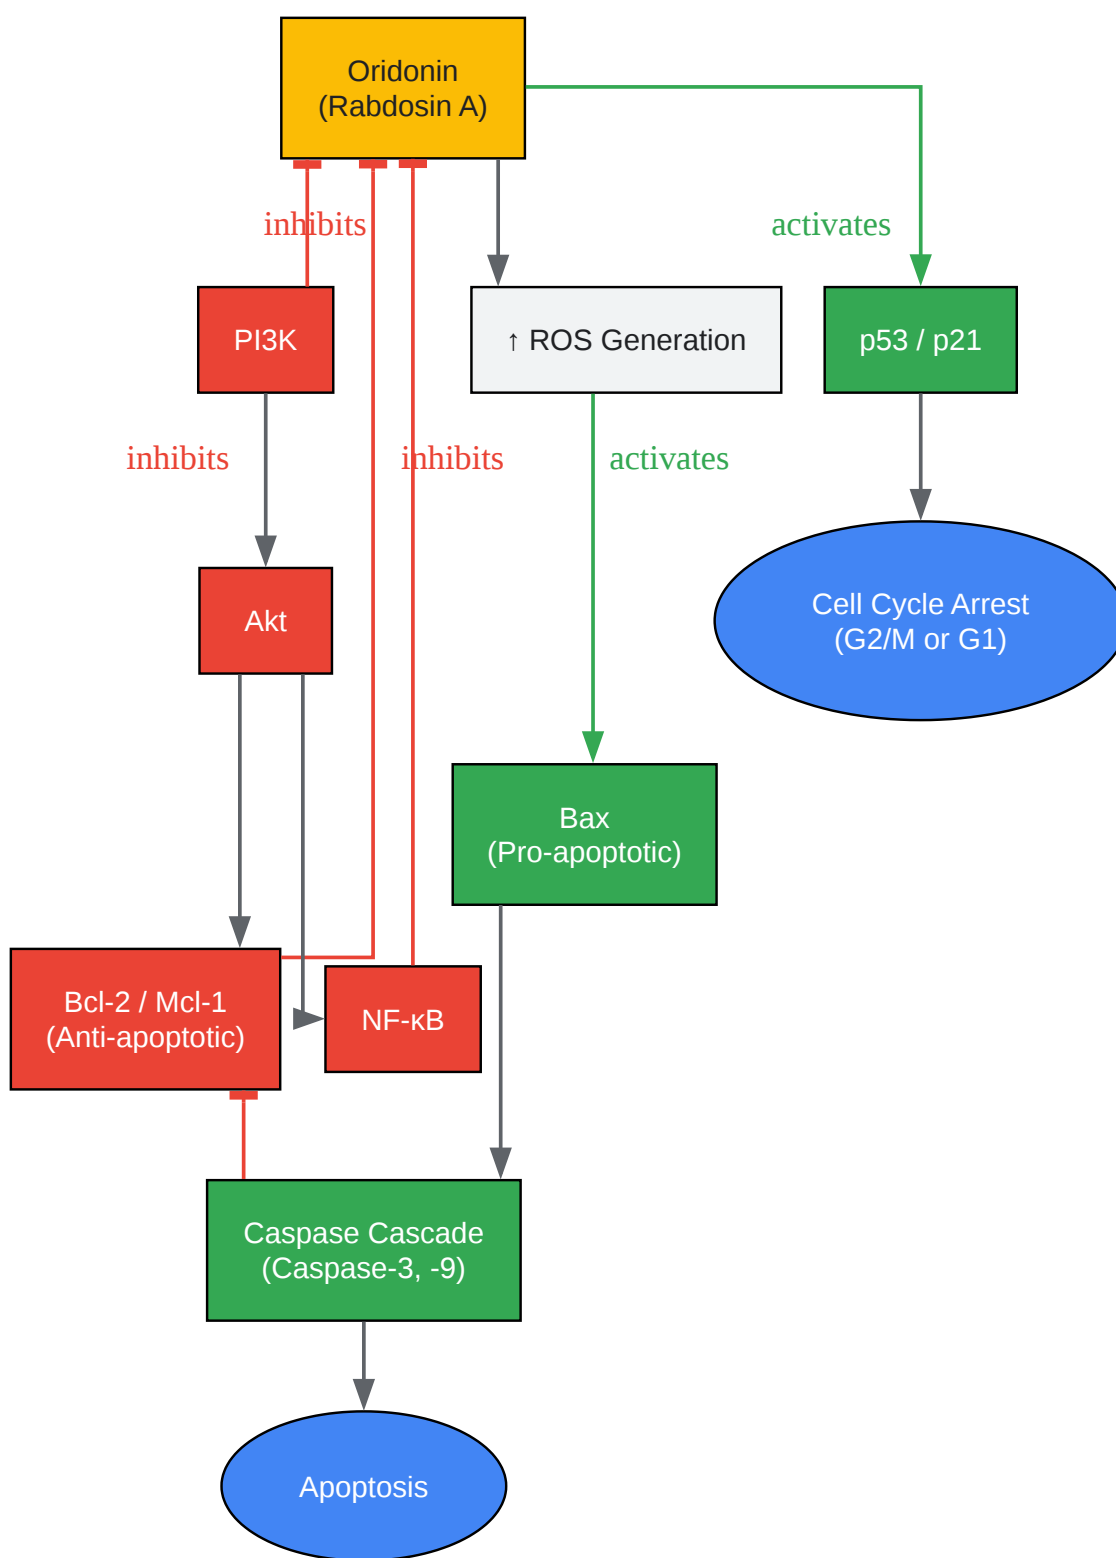 Oridonin
(Rabdosin A)
inhibits
activates
PI3K
↑ ROS Generation
p53 / p21
inhibits
inhibits
activates
Akt
Cell Cycle Arrest
(G2/M or G1)
Bax
(Pro-apoptotic)
Bcl-2 / Mcl-1
(Anti-apoptotic)
NF-κB
Caspase Cascade
(Caspase-3, -9)
Apoptosis